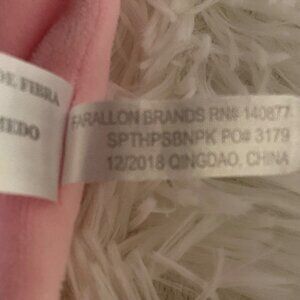 DE FIBRA
MEDO
FARALLON BRANDS RN# 140877
SPTHPSBNPK PO# 3179
12/2018 QINGDAO, CHINA